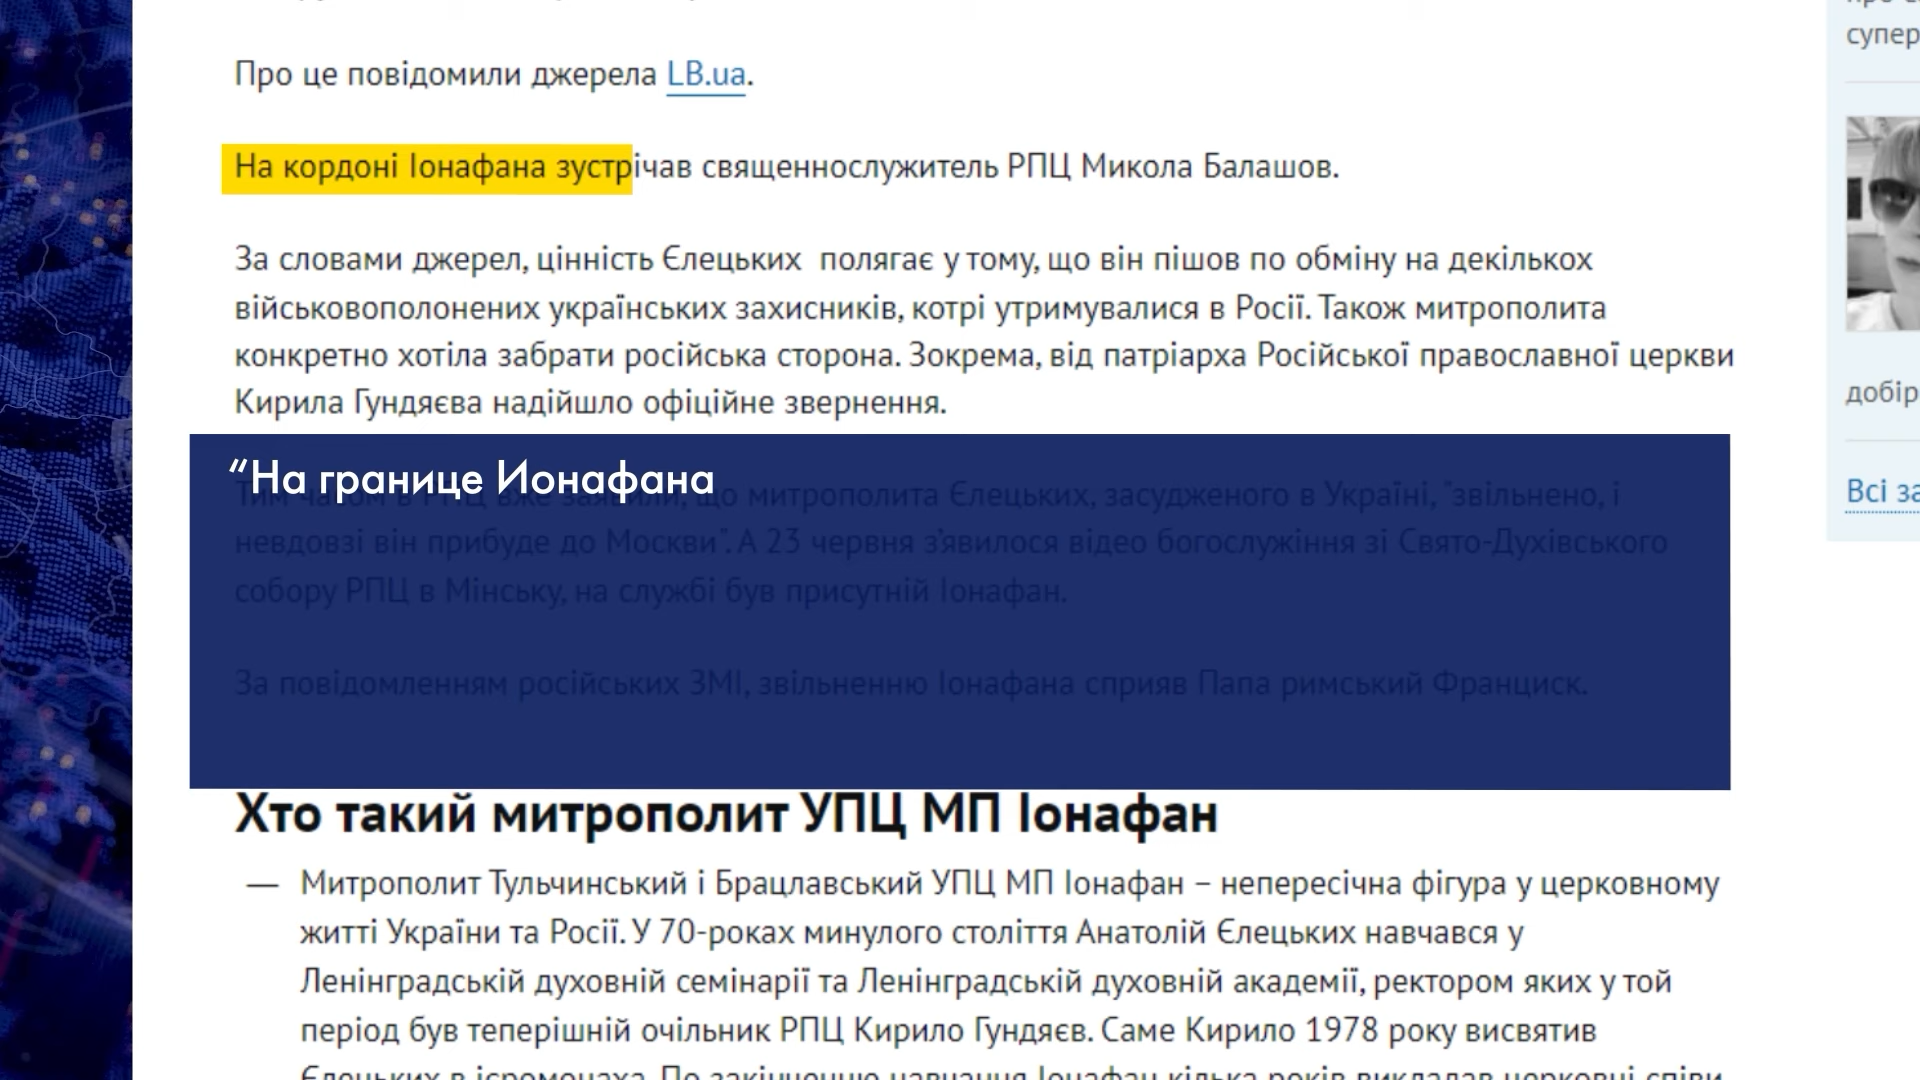 Про це повідомили джерела LB.ua.
На кордоні Іонафана зустрічав священнослужитель РПЦ Микола Балашов.
За словами джерел, цінність Єлецьких полягає у тому, що він пішов по обміну на декількох
військовополонених українських захисників, котрі утримувалися в Росії. Також митрополита
конкретно хотіла забрати російська сторона. Зокрема, від патріарха Російської православної церкви
Кирила Гундяєва надійшло офіційне звернення.
“На границе Ионафана
що митрополита Єлецьких, засудженого в Україні, "звільнено, і
невдовзі він прибуде до Москви". А 23 червня з’явилося відео богослужіння зі Свято-Духівського
собору РПЦ в Мінську, на службі був присутній Іонафан.
За повідомленням російських ЗМІ, звільненню Іонафана сприяв Папа римський Франциск.
Хто такий митрополит УПЦ МП Іонафан
— Митрополит Тульчинський і Брацлавський УПЦ МП Іонафан – непересічна фігура у церковному
житті України та Росії. У 70-роках минулого століття Анатолій Єлецьких навчався у
Ленінградській духовній семінарії та Ленінградській духовній академії, ректором яких у той
період був теперішній очільник РПЦ Кирило Гундяєв. Саме Кирило 1978 року висвятив
супер
добір
Всі за